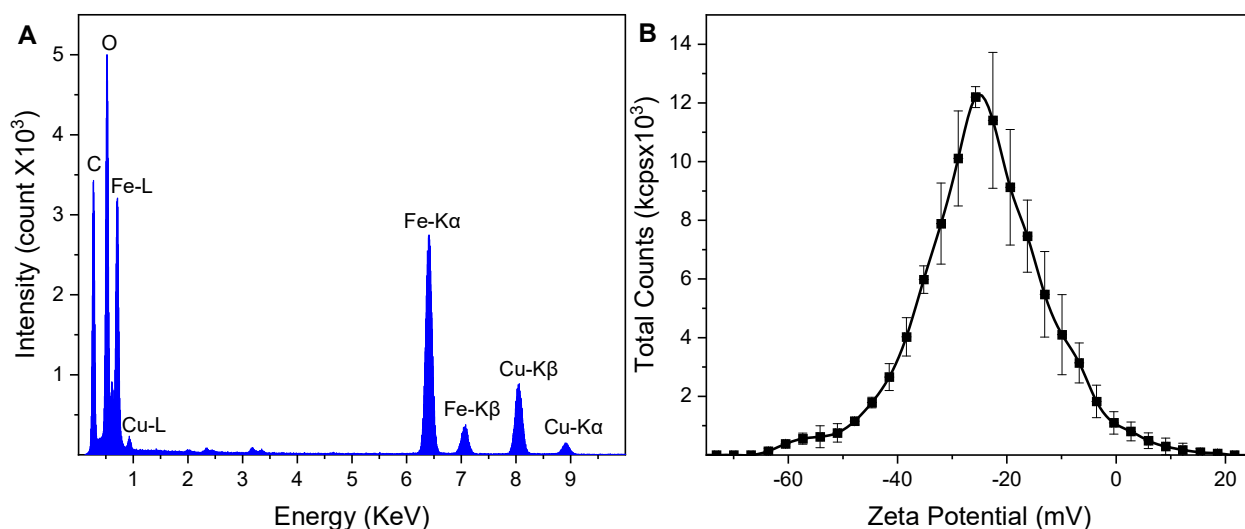 A
O
C
Fe-L
Cu-L
Fe-Kα
Fe-Kβ
Cu-Kβ
Cu-Kα
Intensity (count X10³)
5
4
3
2
1
1 2 3 4 5 6 7 8 9
Energy (KeV)
B
Total Counts (kcpsx10³)
14
12
10
8
6
4
2
-60 -40 -20 0 20
Zeta Potential (mV)